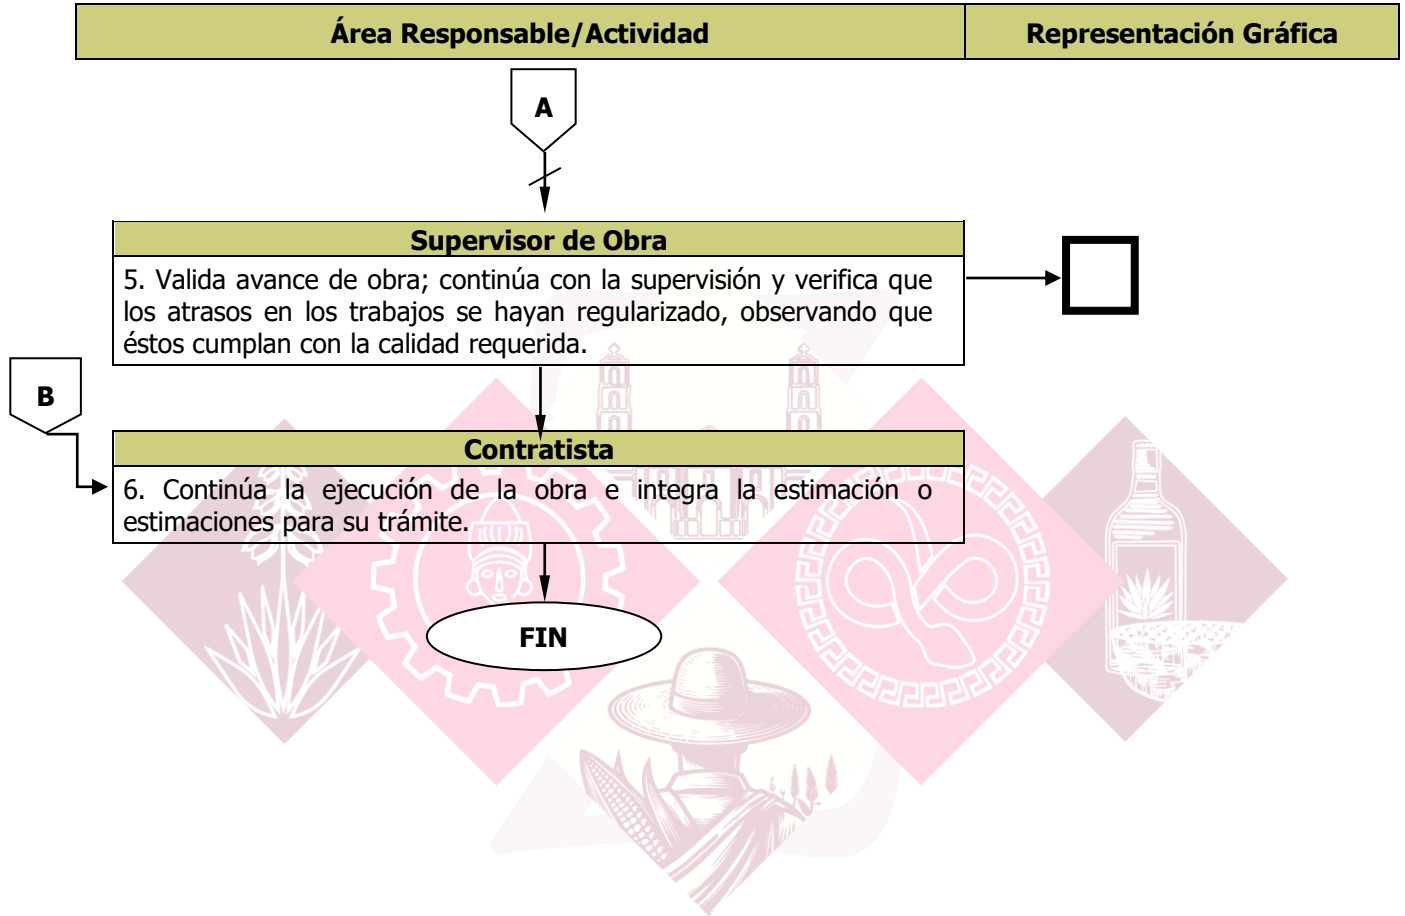 Área Responsable/Actividad
Representación Gráfica
A
Supervisor de Obra
5. Valida avance de obra; continúa con la supervisión y verifica que
los atrasos en los trabajos se hayan regularizado, observando que
éstos cumplan con la calidad requerida.
B
Contratista
6. Continúa la ejecución de la obra e integra la estimación o
estimaciones para su trámite.
FIN